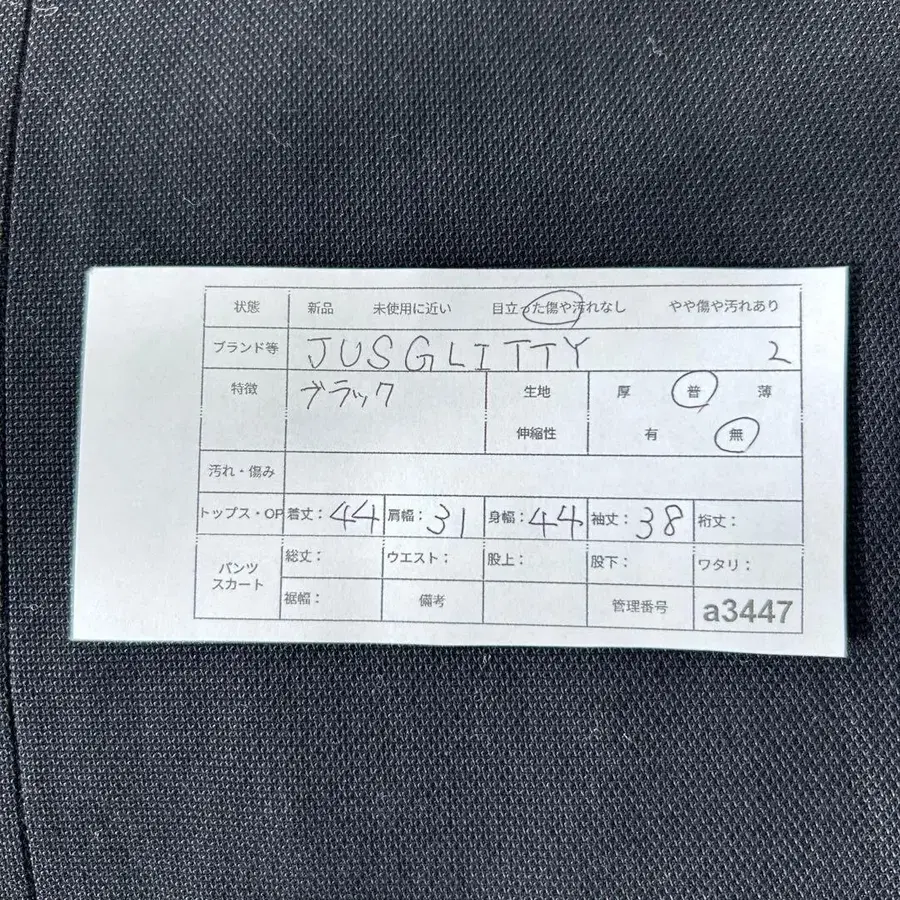 状態 新品 未使用に近い 目立った傷や汚れなし やや傷や汚れあり
ブランド等 JUSGLITTY 2
特徴 ブラック 生地 厚 普 薄
伸縮性 有 無
汚れ・傷み
トップス・OP 着丈: 44 肩幅: 31 身幅: 44 袖丈: 38 裄丈:
パンツ スカート 総丈: ウエスト: 股上: 股下: ワタリ:
裾幅: 備考 管理番号 a3447